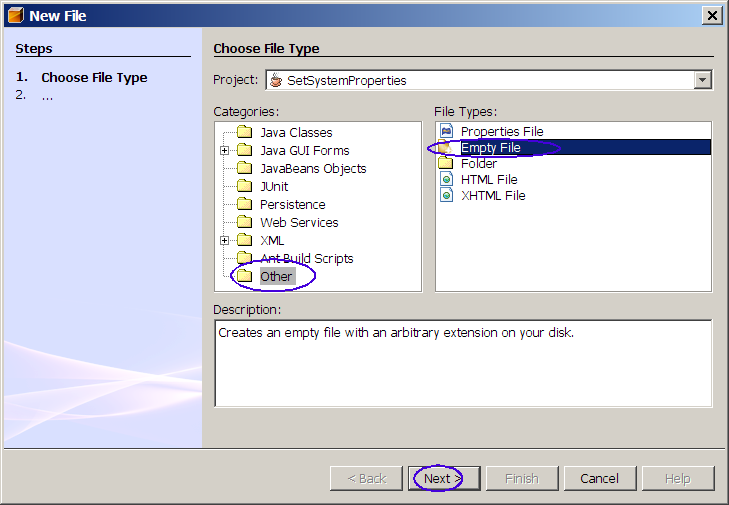 New File
Steps
1. Choose File Type
2. ...
Choose File Type
Project: SetSystemProperties
Categories:
Java Classes
Java GUI Forms
JavaBeans Objects
JUnit
Persistence
Web Services
XML
Ant Build Scripts
Other
File Types:
Properties File
Empty File
Folder
HTML File
XHTML File
Description:
Creates an empty file with an arbitrary extension on your disk.
< Back Next > Finish Cancel Help